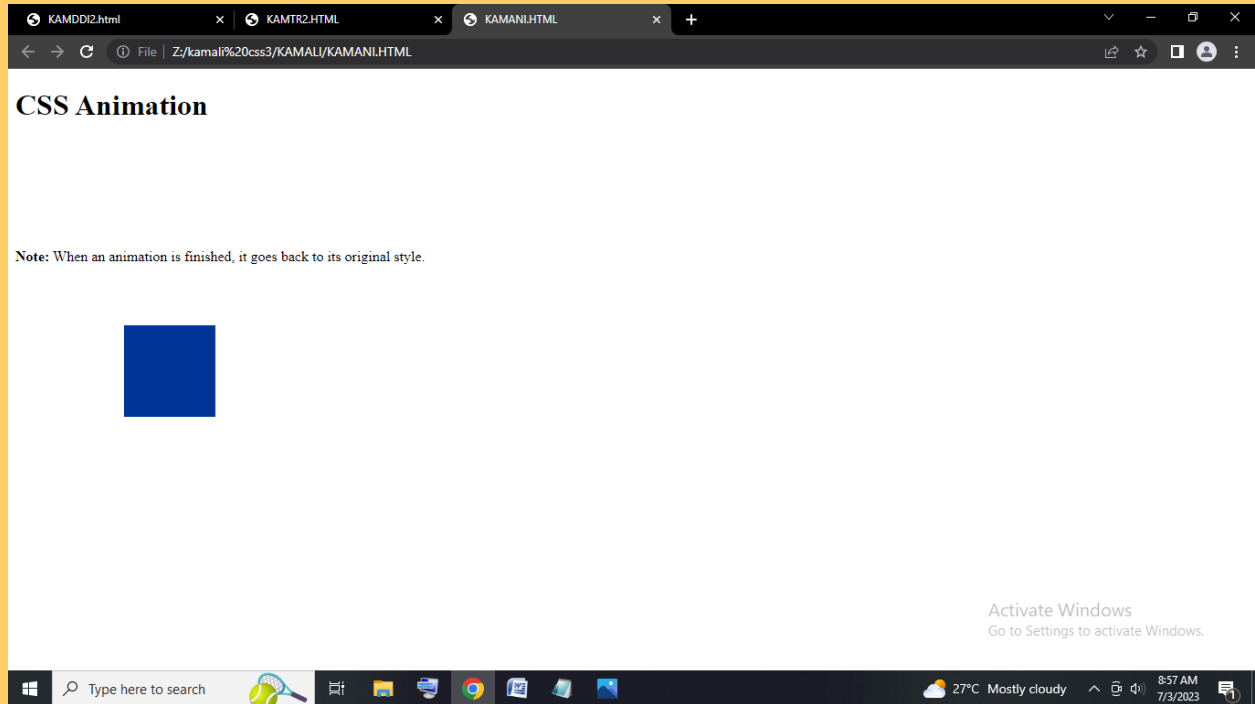 KAMDDI2.html
KAMTR2.HTML
KAMANI.HTML
File | Z:/kamali%20css3/KAMALI/KAMANI.HTML
CSS Animation
Note: When an animation is finished, it goes back to its original style.
Activate Windows
Go to Settings to activate Windows.
Type here to search
27°C Mostly cloudy
8:57 AM
7/3/2023
1